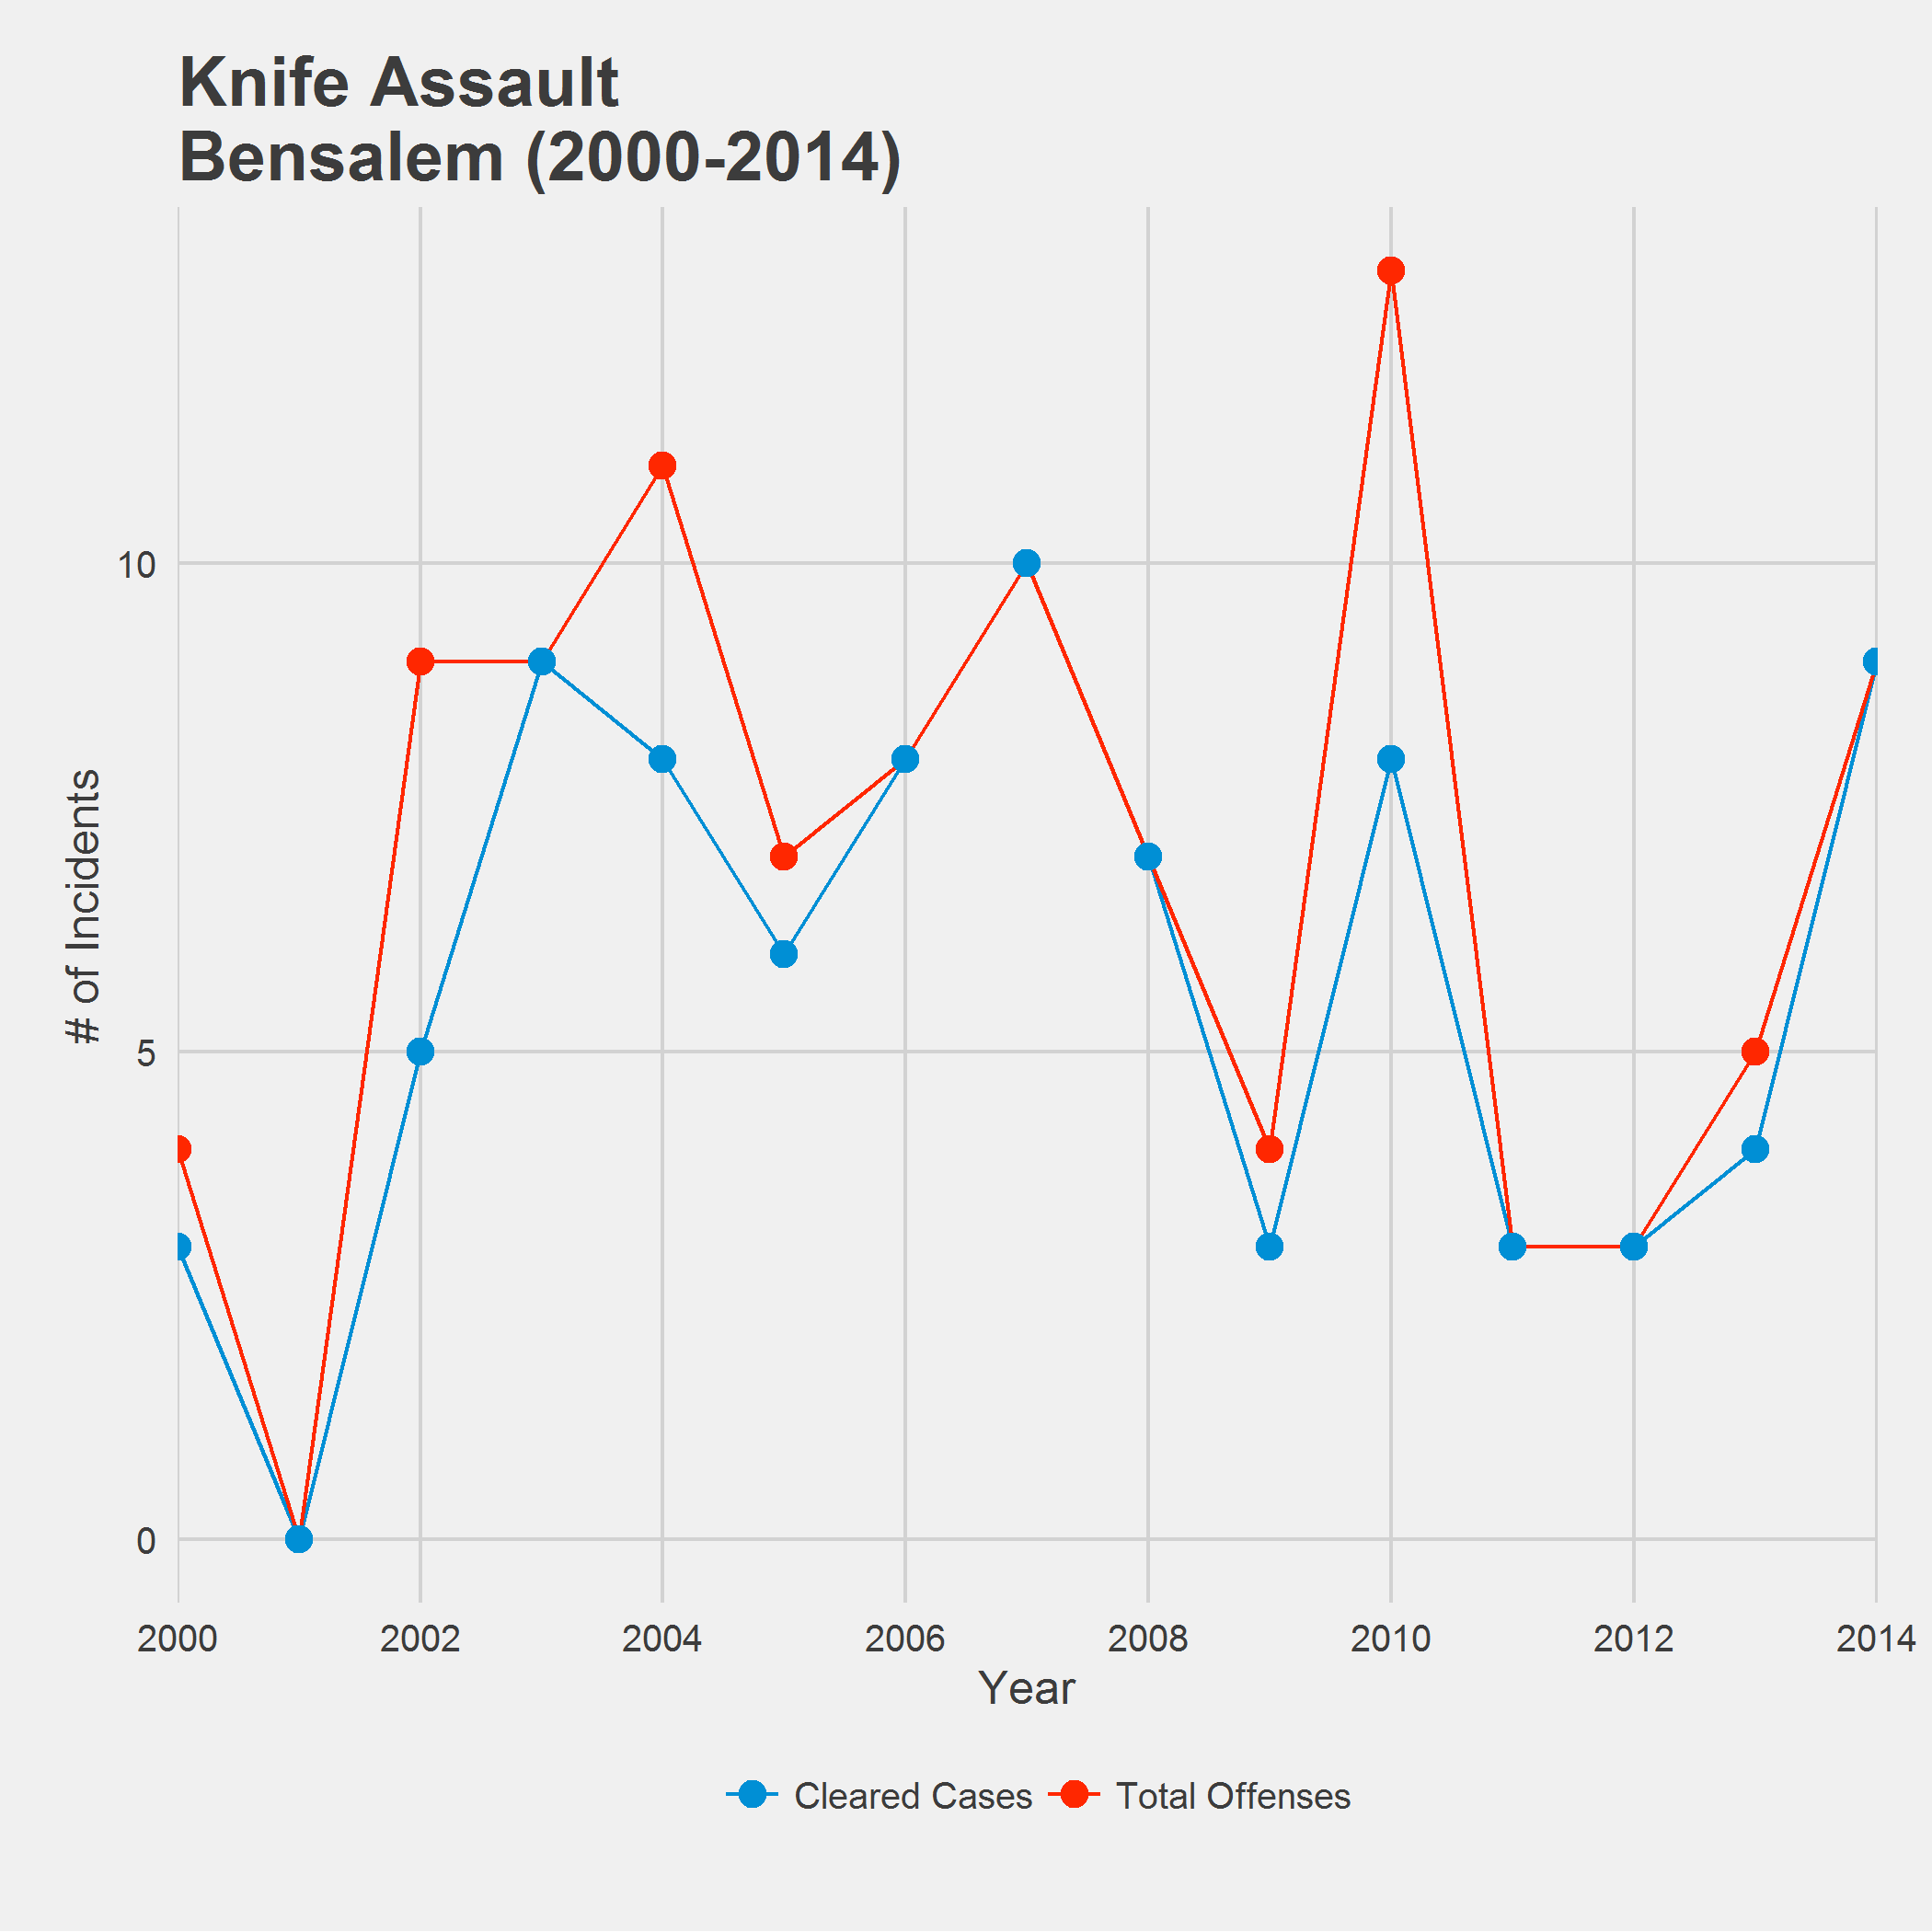 Knife Assault
Bensalem (2000-2014)
# of Incidents
10
5
0
2000 2002 2004 2006 2008 2010 2012 2014
Year
Cleared Cases Total Offenses